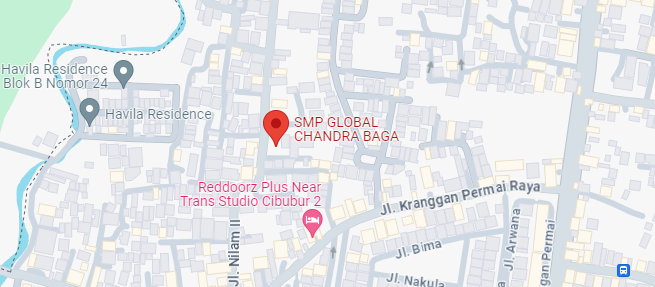 Havila Residence
Blok B Nomor 24
Havila Residence
SMP GLOBAL
CHANDRA BAGA
Reddoorz Plus Near
Trans Studio Cibubur 2
Jl. Kranggan Permai Raya
Jl. Nilam II
Jl. Bima
Jl. Nakula
Jl. Arwana
gan Permai